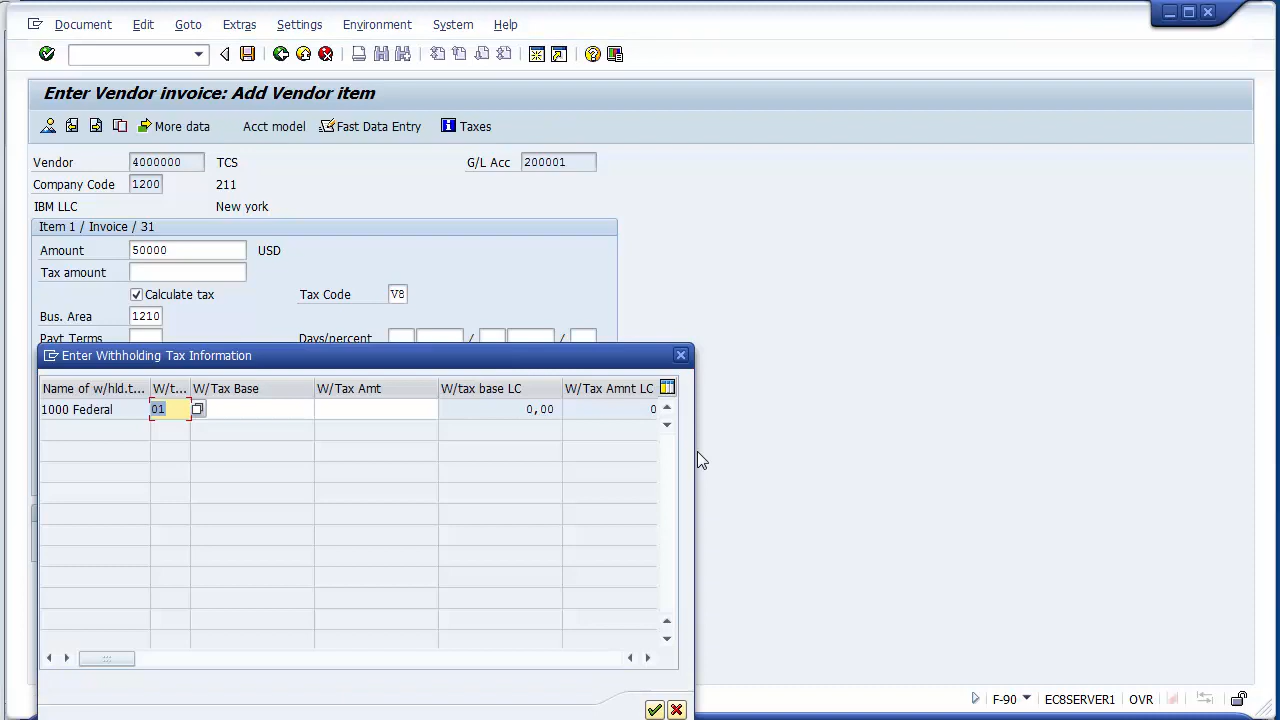 Document Edit Goto Extras Settings Environment System Help
Enter Vendor invoice: Add Vendor item
More data Acct model Fast Data Entry Taxes
Vendor 4000000 TCS G/L Acc 200001
Company Code 1200 211
IBM LLC New york
Item 1 / Invoice / 31
Amount 50000 USD
Tax amount
Calculate tax Tax Code V8
Bus. Area 1210
Payt Terms Days/percent / /
Enter Withholding Tax Information
Name of w/hld.t... W/t... W/Tax Base W/Tax Amt W/tax base LC W/Tax Amnt LC
1000 Federal 01 0,00 0
F-90 EC8SERVER1 OVR